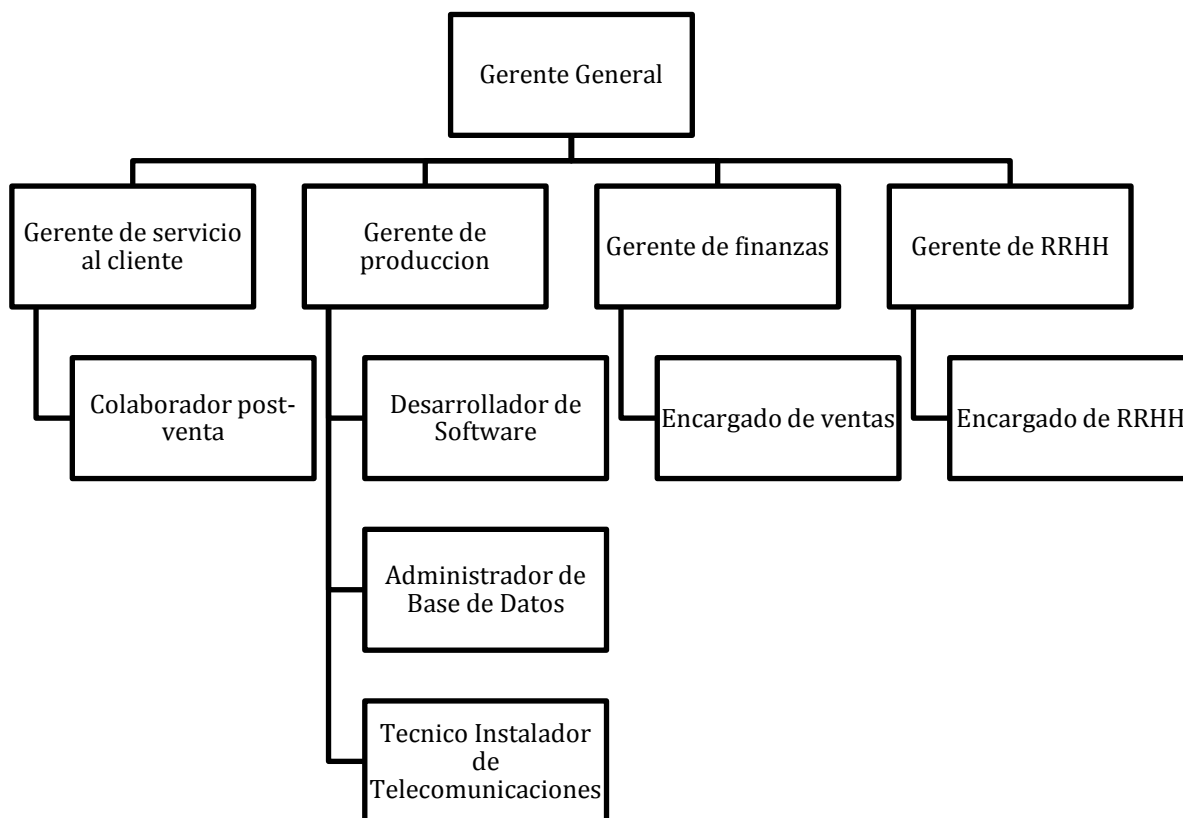 Gerente General
Gerente de servicio
al cliente
Gerente de
produccion
Gerente de finanzas
Gerente de RRHH
Colaborador post-
venta
Desarrollador de
Software
Encargado de ventas
Encargado de RRHH
Administrador de
Base de Datos
Tecnico Instalador
de
Telecomunicaciones